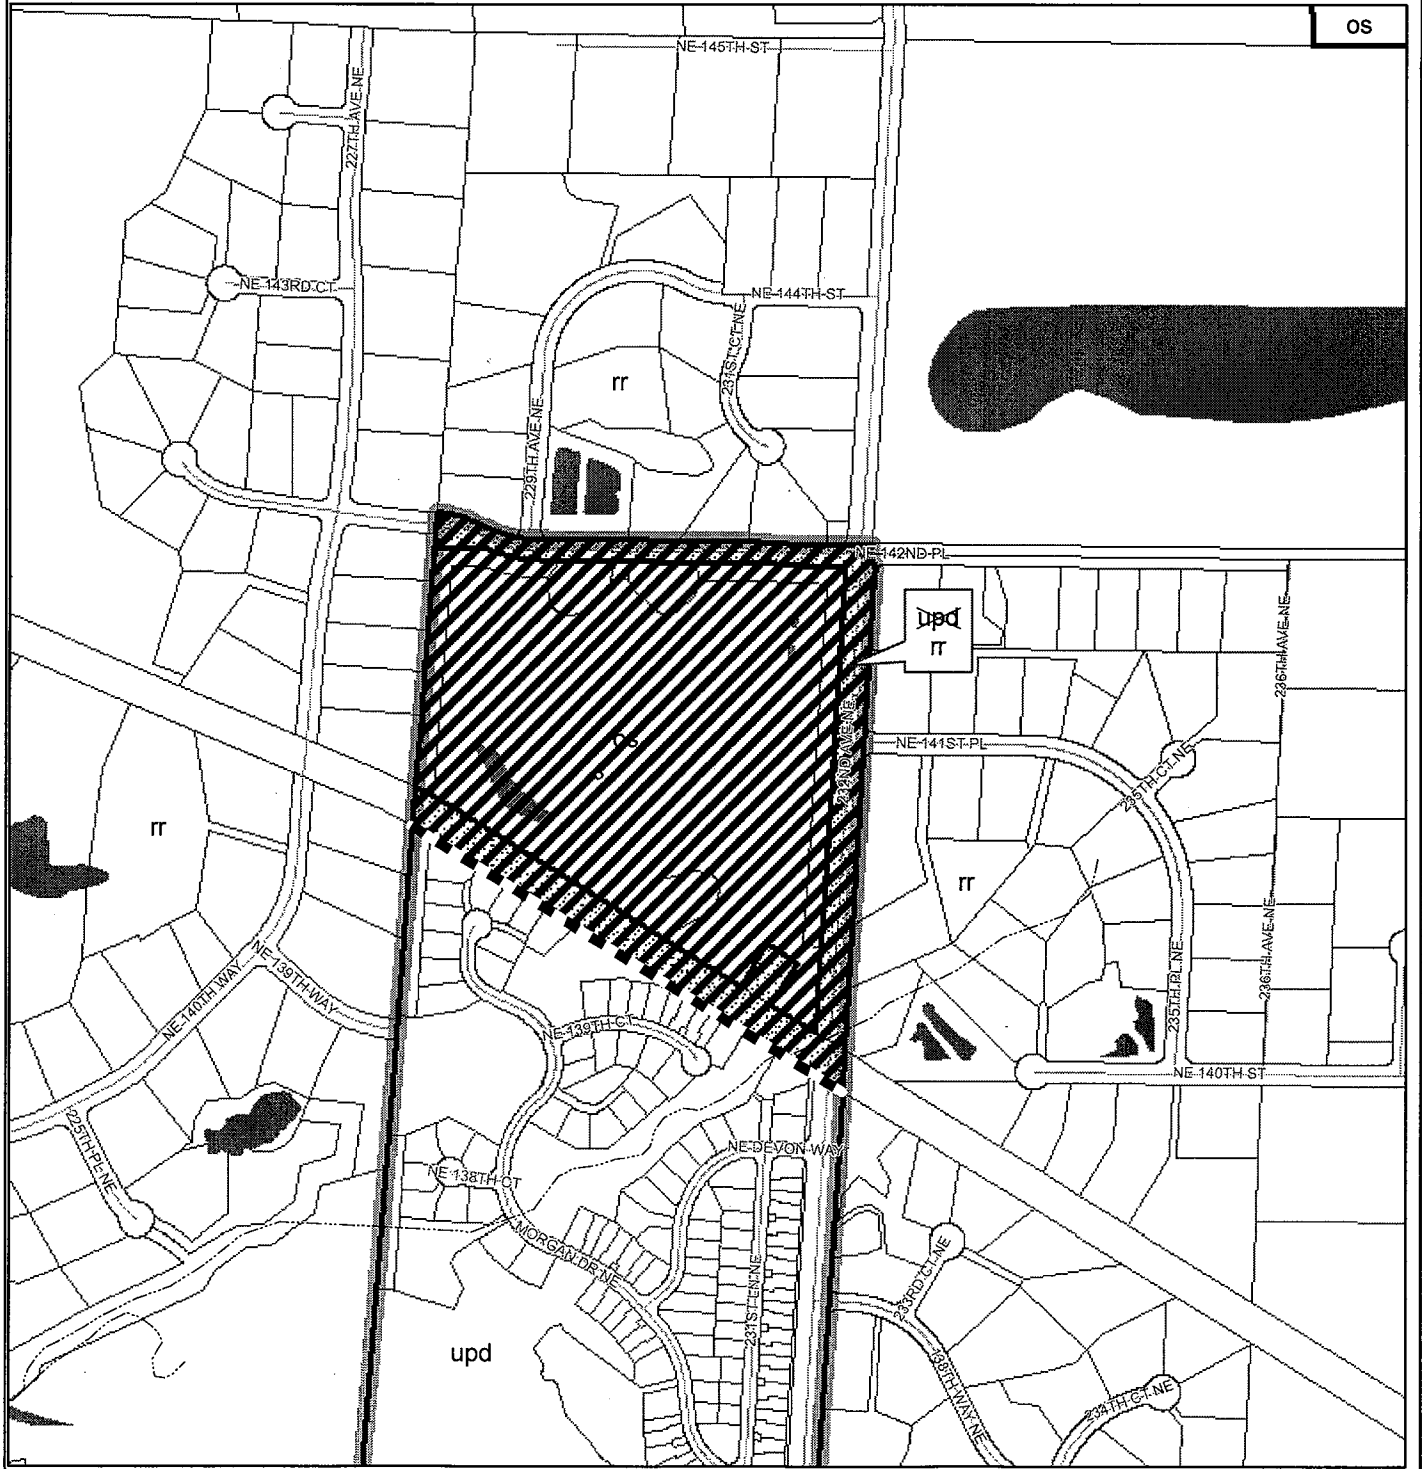 os
NE 145TH ST
227TH AVE NE
NE 143RD CT
NE 144TH ST
231ST CT NE
rr
229TH AVE NE
NE 142ND PL
upd
rr
236TH AVE NE
os
232ND AVE NE
NE 141ST PL
235TH CT NE
rr
rr
236TH AVE NE
NE 139TH WAY
NE 140TH WAY
235TH PL NE
NE 139TH CT
NE 140TH ST
225TH PL NE
NE DEVON WAY
NE 138TH CT
MORGAN DR NE
233RD CT NE
231ST LN NE
upd
138TH WAY NE
234TH CT NE